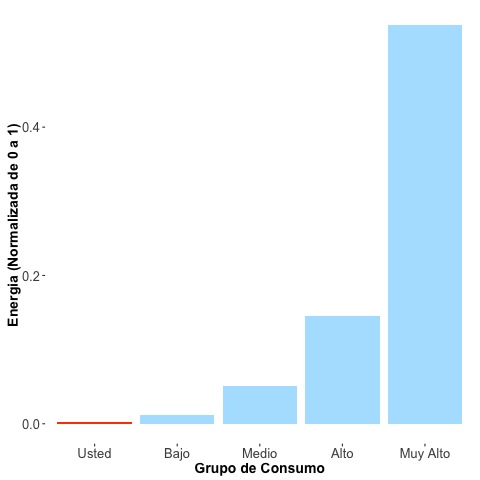 Energia (Normalizada de 0 a 1)
0.4
0.2
0.0
Usted Bajo Medio Alto Muy Alto
Grupo de Consumo